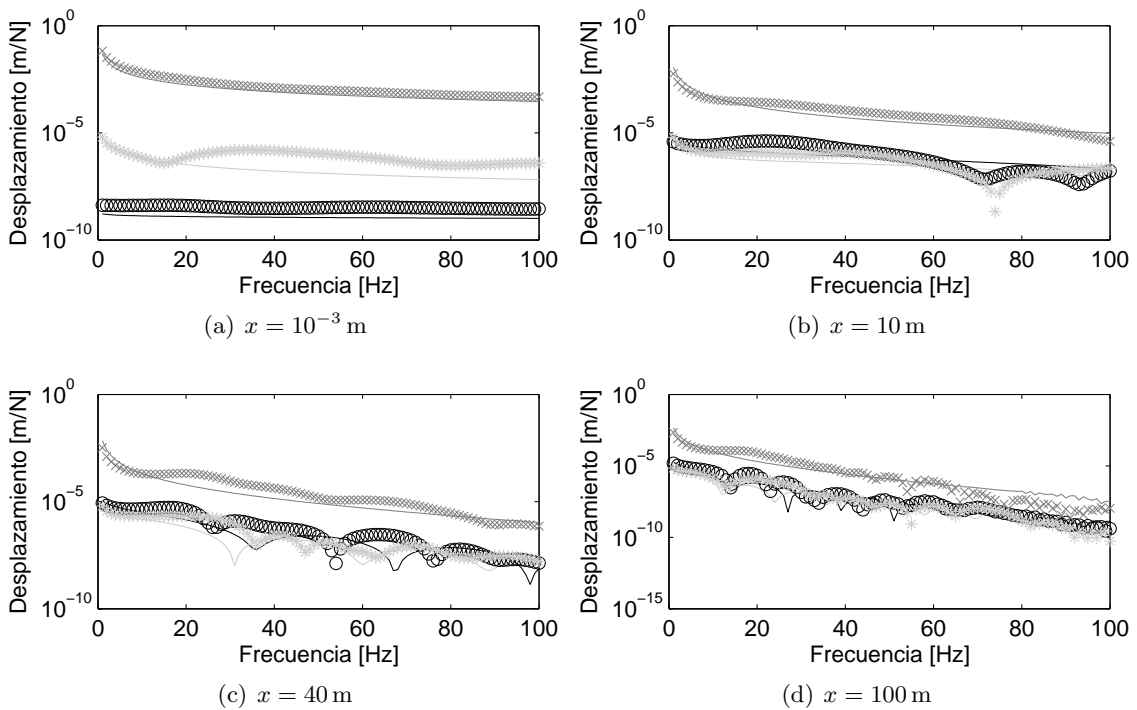 Desplazamiento [m/N]
10^0
10^-5
10^-10
0 20 40 60 80 100
Frecuencia [Hz]
(a) x = 10^-3 m
Desplazamiento [m/N]
10^0
10^-5
10^-10
0 20 40 60 80 100
Frecuencia [Hz]
(b) x = 10 m
Desplazamiento [m/N]
10^0
10^-5
10^-10
0 20 40 60 80 100
Frecuencia [Hz]
(c) x = 40 m
Desplazamiento [m/N]
10^0
10^-5
10^-10
10^-15
0 20 40 60 80 100
Frecuencia [Hz]
(d) x = 100 m